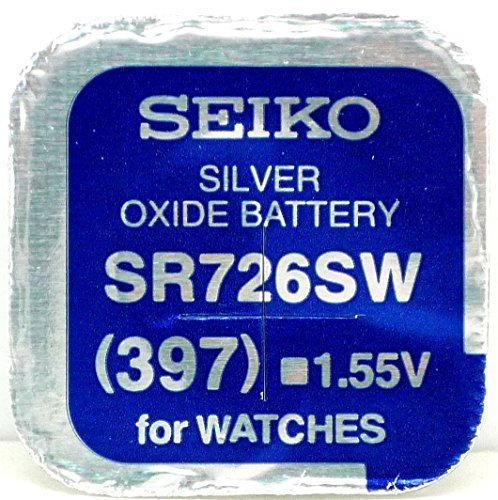 SEIKO
SILVER
OXIDE BATTERY
SR726SW
(397) ■1.55V
for WATCHES